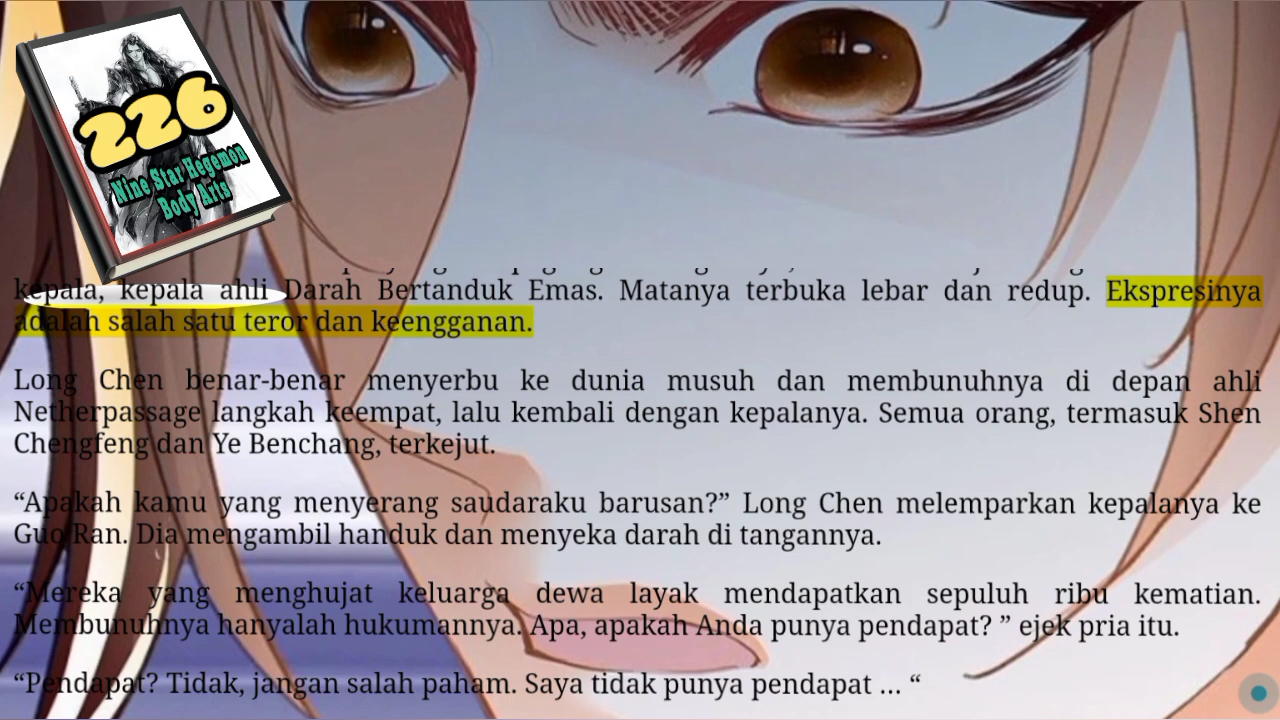 226
Nine Star Hegemon
Body Arts
kepala, kepala ahli Darah Bertanduk Emas. Matanya terbuka lebar dan redup. Ekspresinya
adalah salah satu teror dan keengganan.
Long Chen benar-benar menyerbu ke dunia musuh dan membunuhnya di depan ahli
Netherpassage langkah keempat, lalu kembali dengan kepalanya. Semua orang, termasuk Shen
Chengfeng dan Ye Benchang, terkejut.
“Apakah kamu yang menyerang saudaraku barusan?” Long Chen melemparkan kepalanya ke
Guo Ran. Dia mengambil handuk dan menyeka darah di tangannya.
“Mereka yang menghujat keluarga dewa layak mendapatkan sepuluh ribu kematian.
Membunuhnya hanyalah hukumannya. Apa, apakah Anda punya pendapat? ” ejek pria itu.
“Pendapat? Tidak, jangan salah paham. Saya tidak punya pendapat … “